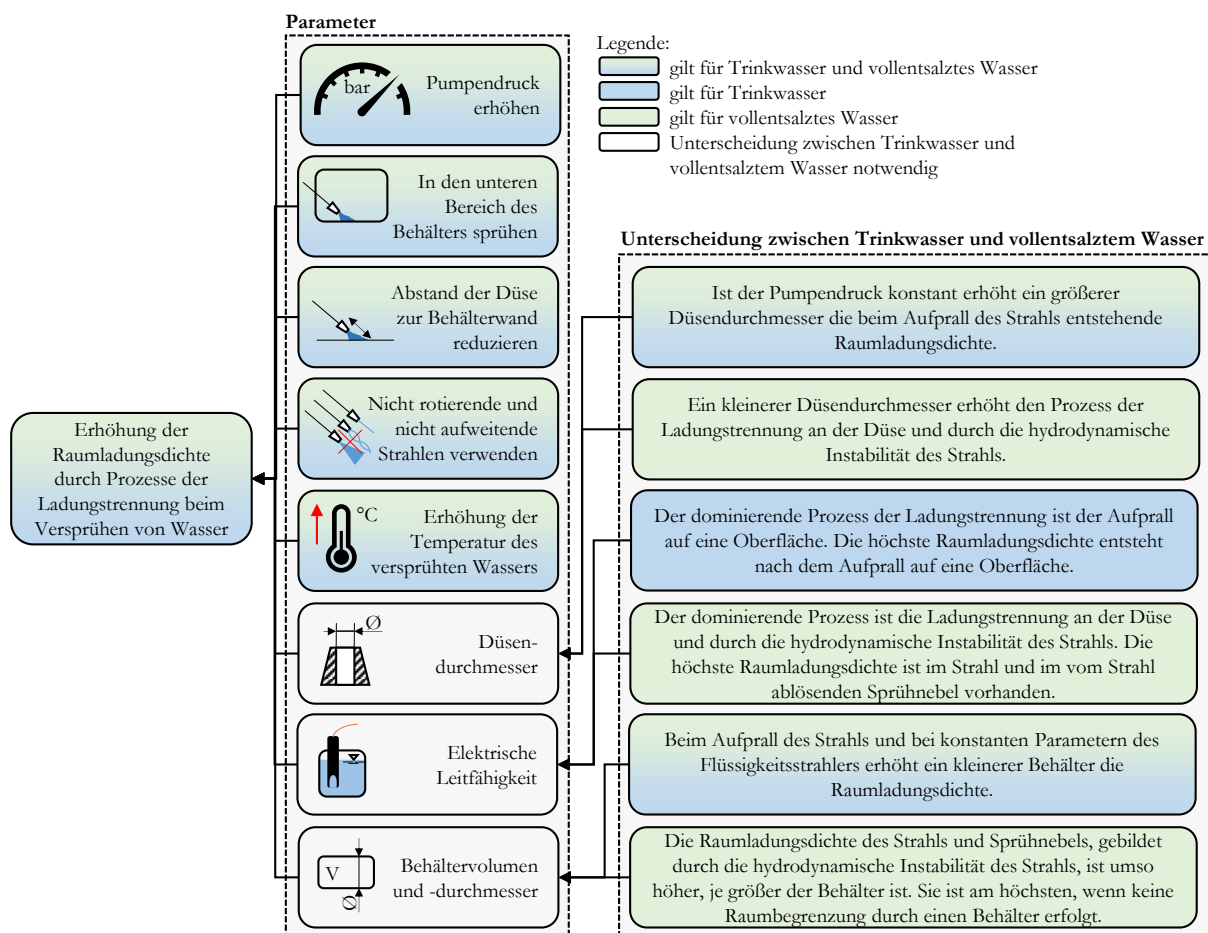 Parameter
Legende:
gilt für Trinkwasser und vollentsalztes Wasser
gilt für Trinkwasser
gilt für vollentsalztes Wasser
Unterscheidung zwischen Trinkwasser und
vollentsalztem Wasser notwendig
bar
Pumpendruck
erhöhen
In den unteren
Bereich des
Behälters sprühen
Abstand der Düse
zur Behälterwand
reduzieren
Nicht rotierende und
nicht aufweitende
Strahlen verwenden
°C
Erhöhung der
Temperatur des
versprühten Wassers
Ø
Düsen-
durchmesser
Elektrische
Leitfähigkeit
V
Ø
Behältervolumen
und -durchmesser
Erhöhung der
Raumladungsdichte
durch Prozesse der
Ladungstrennung beim
Versprühen von Wasser
Unterscheidung zwischen Trinkwasser und vollentsalztem Wasser
Ist der Pumpendruck konstant erhöht ein größerer
Düsendurchmesser die beim Aufprall des Strahls entstehende
Raumladungsdichte.
Ein kleinerer Düsendurchmesser erhöht den Prozess der
Ladungstrennung an der Düse und durch die hydrodynamische
Instabilität des Strahls.
Der dominierende Prozess der Ladungstrennung ist der Aufprall
auf eine Oberfläche. Die höchste Raumladungsdichte entsteht
nach dem Aufprall auf eine Oberfläche.
Der dominierende Prozess ist die Ladungstrennung an der Düse
und durch die hydrodynamische Instabilität des Strahls. Die
höchste Raumladungsdichte ist im Strahl und im vom Strahl
ablösenden Sprühnebel vorhanden.
Beim Aufprall des Strahls und bei konstanten Parametern des
Flüssigkeitsstrahlers erhöht ein kleinerer Behälter die
Raumladungsdichte.
Die Raumladungsdichte des Strahls und Sprühnebels, gebildet
durch die hydrodynamische Instabilität des Strahls, ist umso
höher, je größer der Behälter ist. Sie ist am höchsten, wenn keine
Raumbegrenzung durch einen Behälter erfolgt.